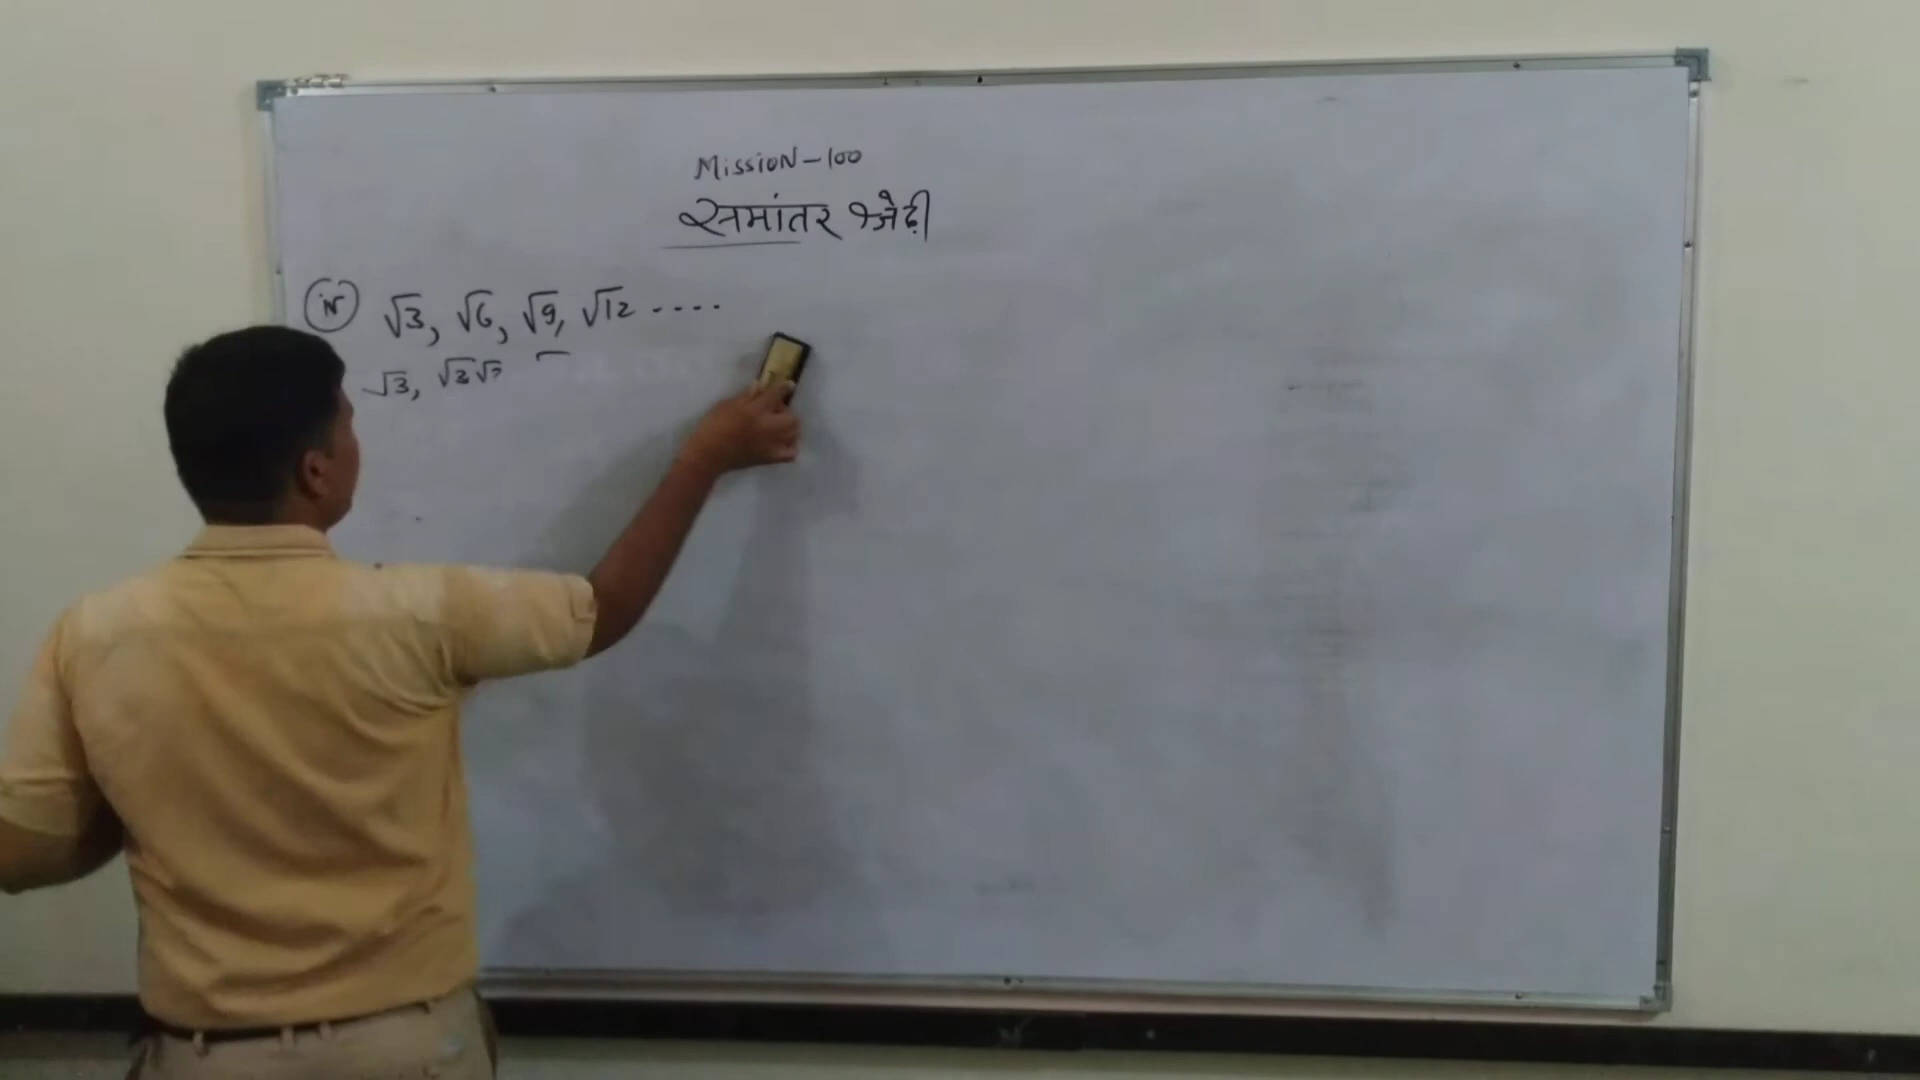 MissioN-100
समांतर श्रेढ़ी
iv √3, √6, √9, √12 ....
√3, √2√3